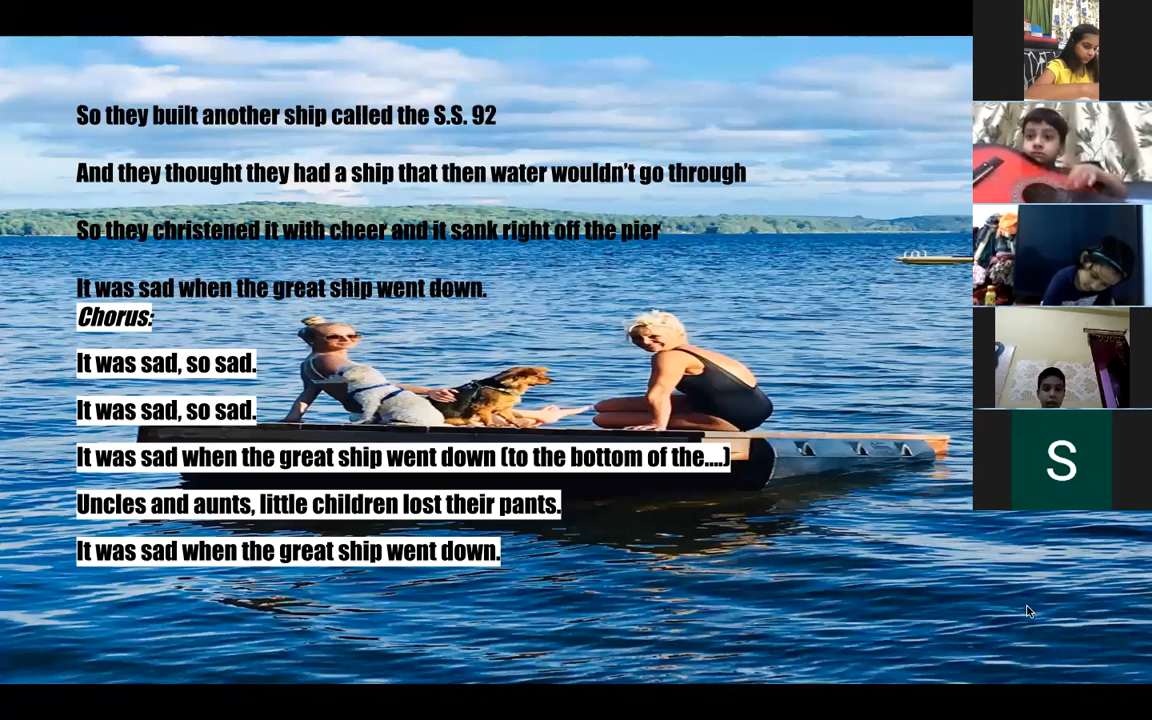 So they built another ship called the S.S. 92
And they thought they had a ship that then water wouldn't go through
So they christened it with cheer and it sank right off the pier
It was sad when the great ship went down.
Chorus:
It was sad, so sad.
It was sad, so sad.
It was sad when the great ship went down (to the bottom of the....)
Uncles and aunts, little children lost their pants.
It was sad when the great ship went down.
S